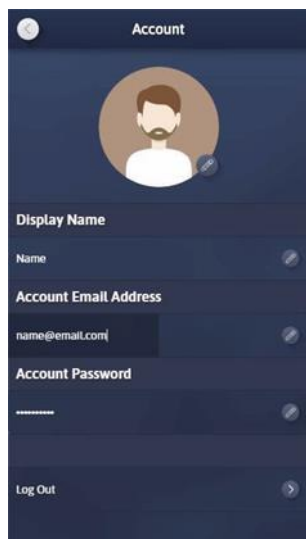 Account
Display Name
Name
Account Email Address
name@email.com
Account Password
••••••••••
Log Out